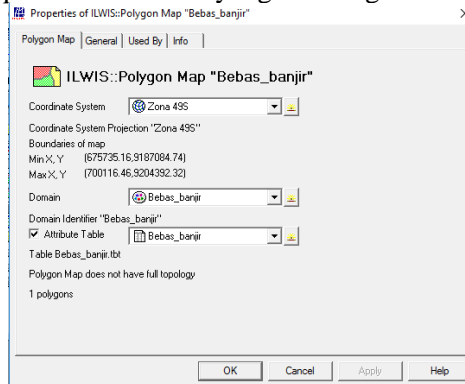 Properties of ILWIS::Polygon Map "Bebas_banjir"
Polygon Map General Used By Info
ILWIS::Polygon Map "Bebas_banjir"
Coordinate System Zona 49S
Coordinate System Projection "Zona 49S"
Boundaries of map
Min X, Y (675735.16,9187084.74)
Max X, Y (700116.46,9204392.32)
Domain Bebas_banjir
Domain Identifier "Bebas_banjir"
Attribute Table Bebas_banjir
Table Bebas_banjir.tbt
Polygon Map does not have full topology
1 polygons
OK Cancel Apply Help